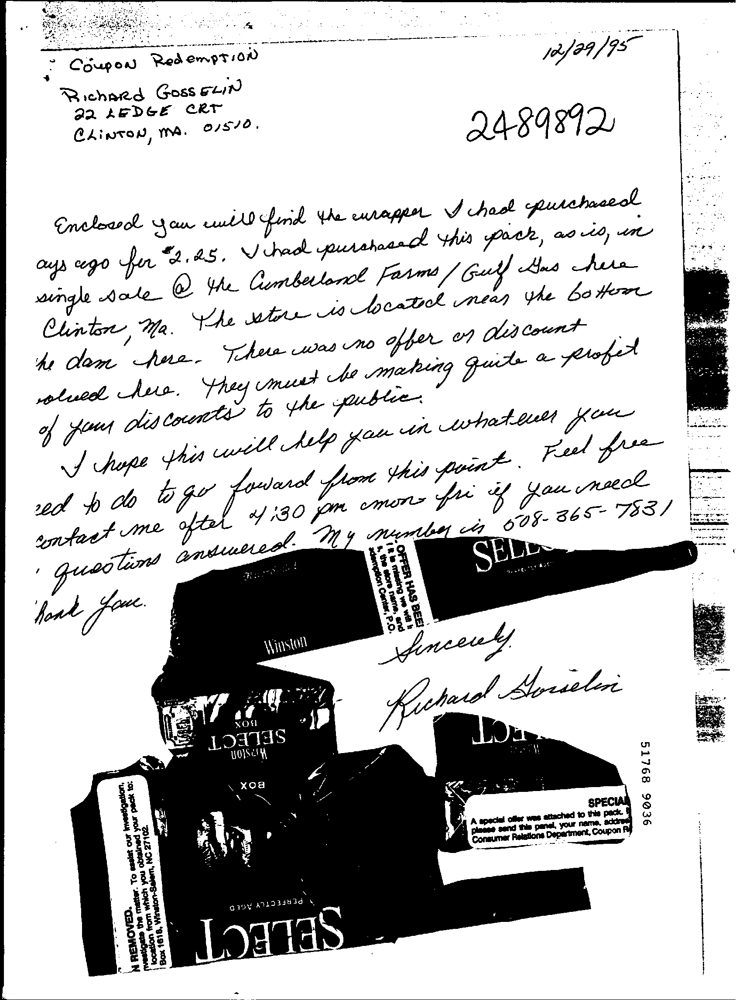 Coupon Redemption
12/29/95
Richard Gosselin
22 Ledge Crt
Clinton, Ma. 01510.
2489892
Enclosed you will find the wrapper I had purchased
ays ago for $2.25. I had purchased this pack, as is, in
single sale @ the Cumberland Farms/Gulf Gas here
Clinton, Ma. The store is located near the bottom
he dam here. There was no offer or discount
olved here. They must be making quite a profit
of your discounts to the public.
I hope this will help you in whatever you
eed to do to go foward from this point. Feel free
contact me after 4:30 pm mon- fri if you need
questions answered. My number is 508-365-7831
hank you.
Sincerely
Richard Gosselin
OFFER HAS BEE
it is missing we will i
s, the store name, and
edemption Center, P.O.
SELE
Winston
Winston
SELECT
BOX
BOX
SELECT
PERFECTLY AGED
N REMOVED.
nvestigate the matter. To assist our investigation,
location from which you obtained your pack to:
Box 1618, Winston-Salem, NC 27102.
SPECIAL
A special offer was attached to this pack. I
please send this panel, your name, addres
Consumer Relations Department, Coupon R
51768 9036